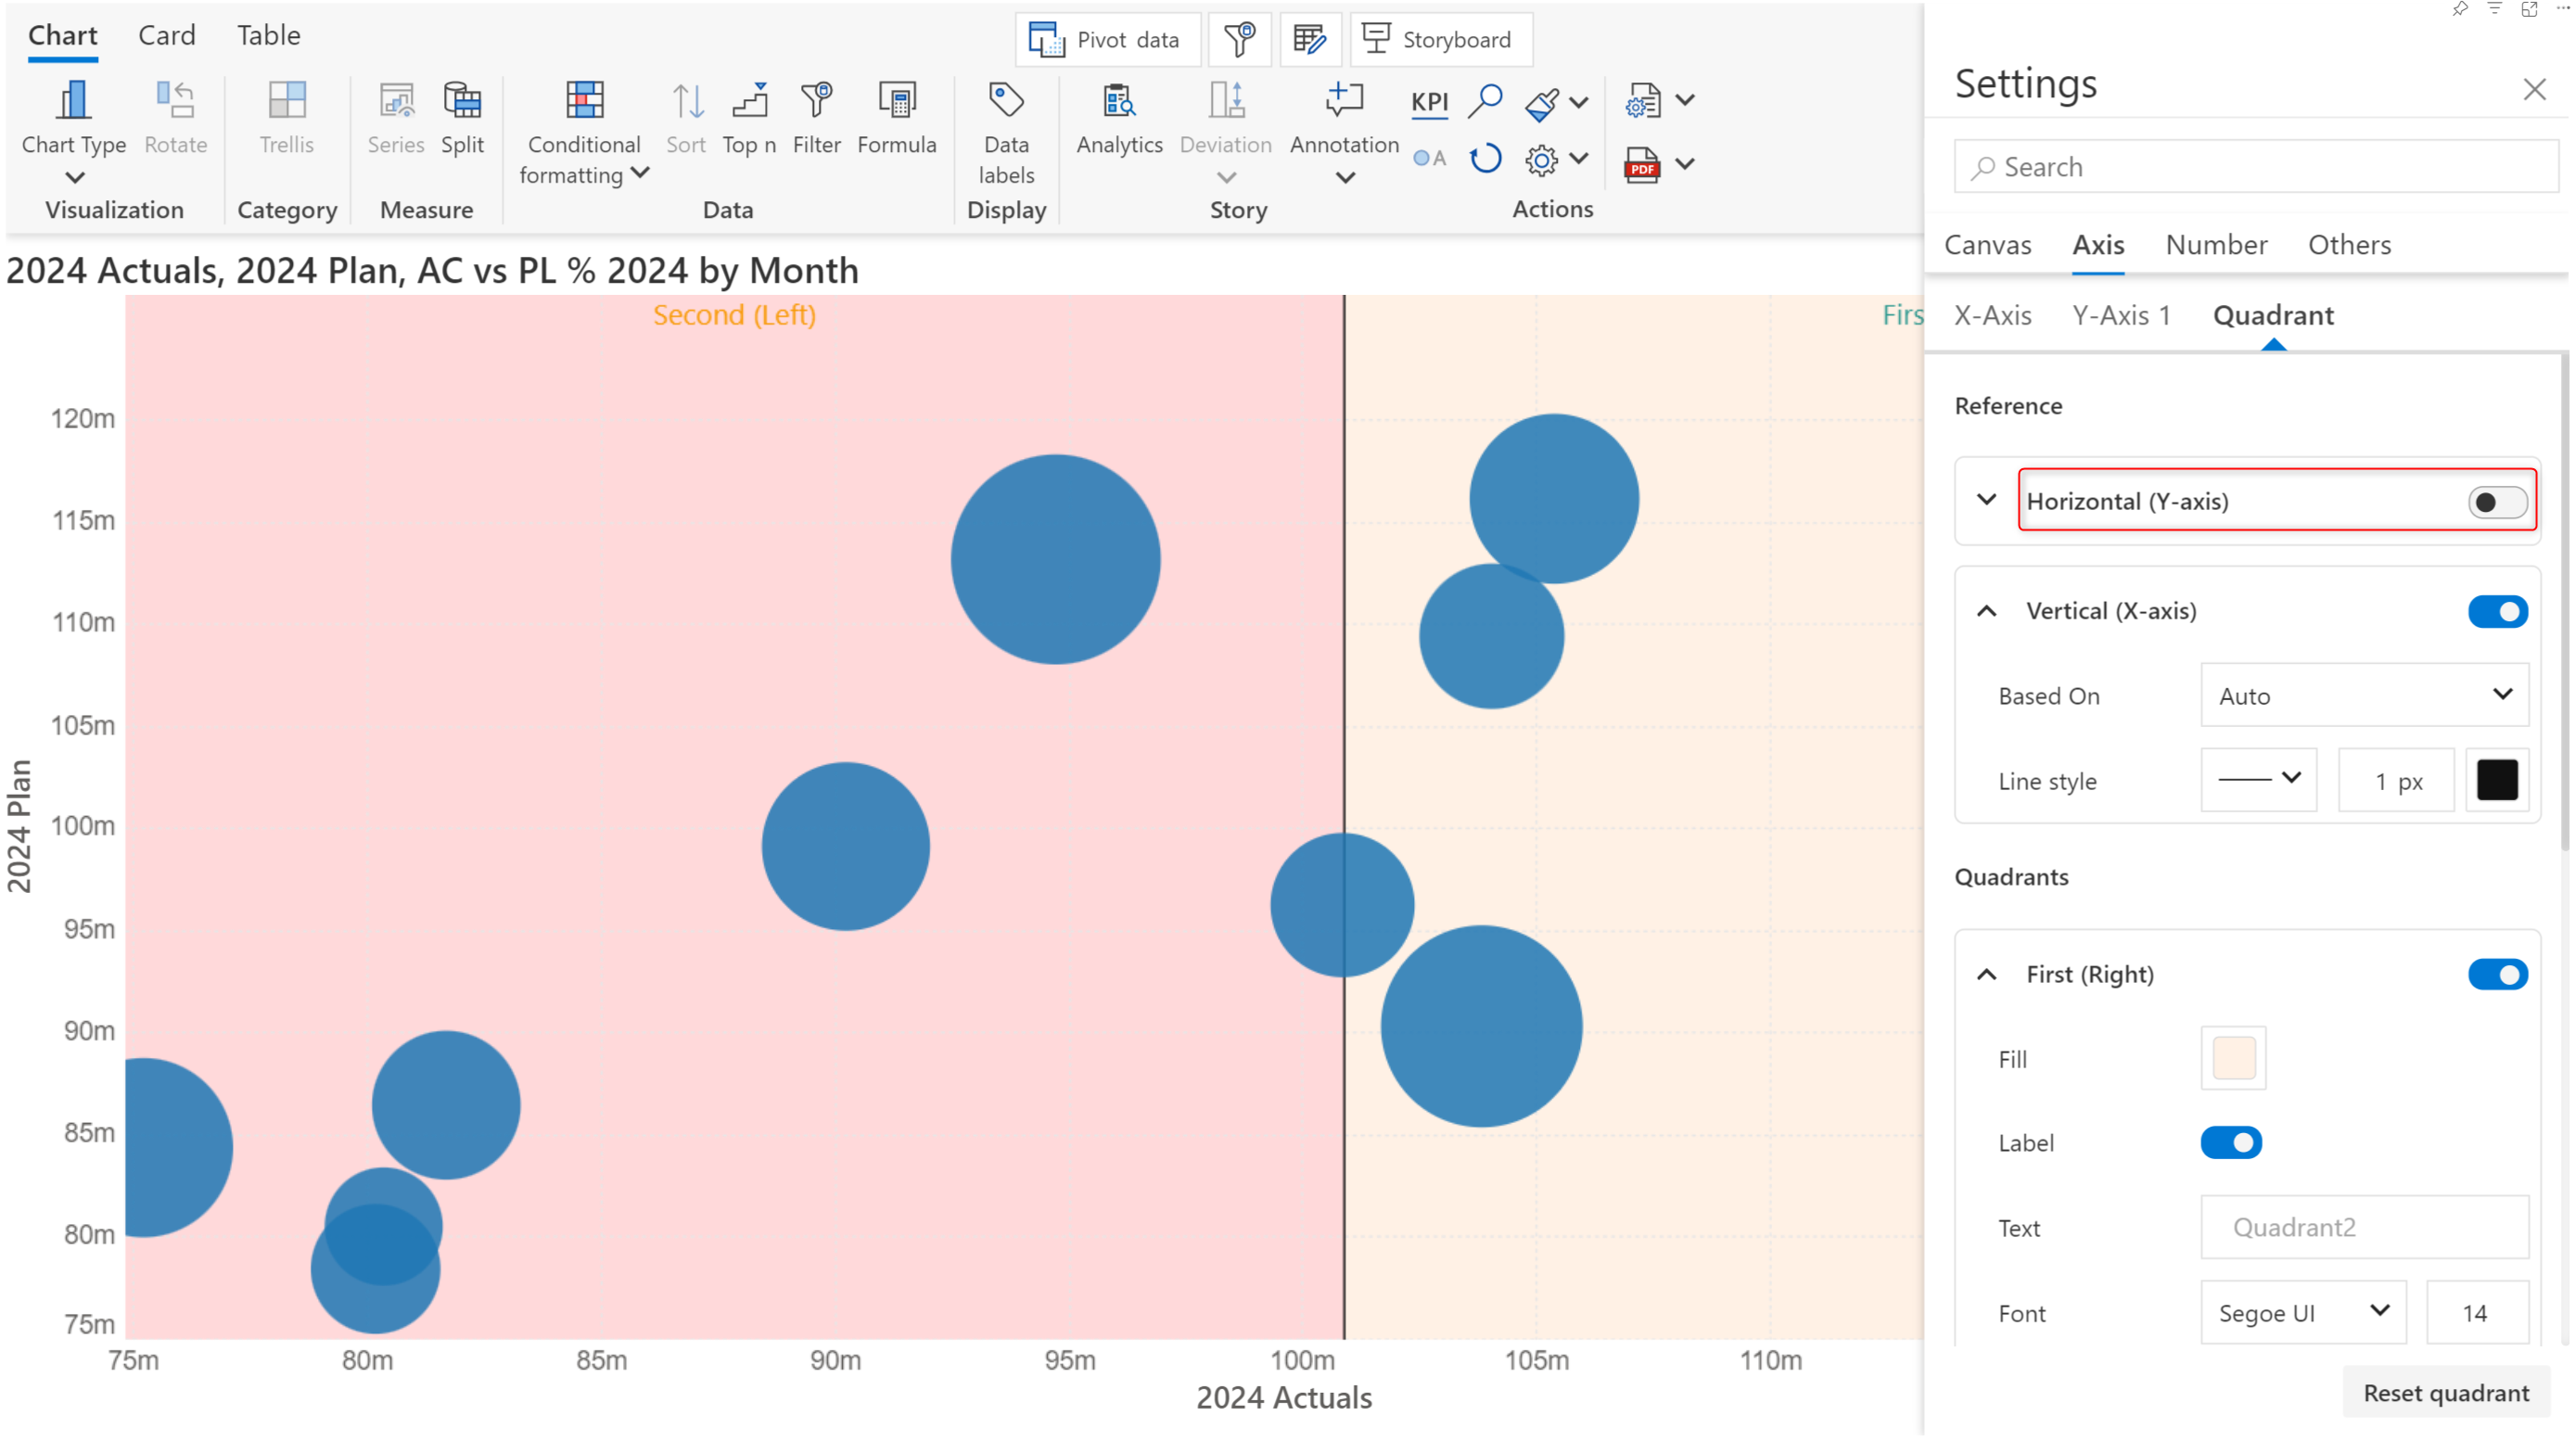 Chart Card Table
Pivot data Storyboard
Chart Type Rotate Trellis Series Split Conditional formatting Sort Top n Filter Formula Data labels Analytics Deviation Annotation KPI A PDF
Visualization Category Measure Data Display Story Actions
2024 Actuals, 2024 Plan, AC vs PL % 2024 by Month
Second (Left) Firs
120m
115m
110m
105m
100m
95m
90m
85m
80m
75m
2024 Plan
75m 80m 85m 90m 95m 100m 105m 110m
2024 Actuals
Settings
Search
Canvas Axis Number Others
X-Axis Y-Axis 1 Quadrant
Reference
Horizontal (Y-axis)
Vertical (X-axis)
Based On Auto
Line style 1 px
Quadrants
First (Right)
Fill
Label
Text Quadrant2
Font Segoe UI 14
Reset quadrant